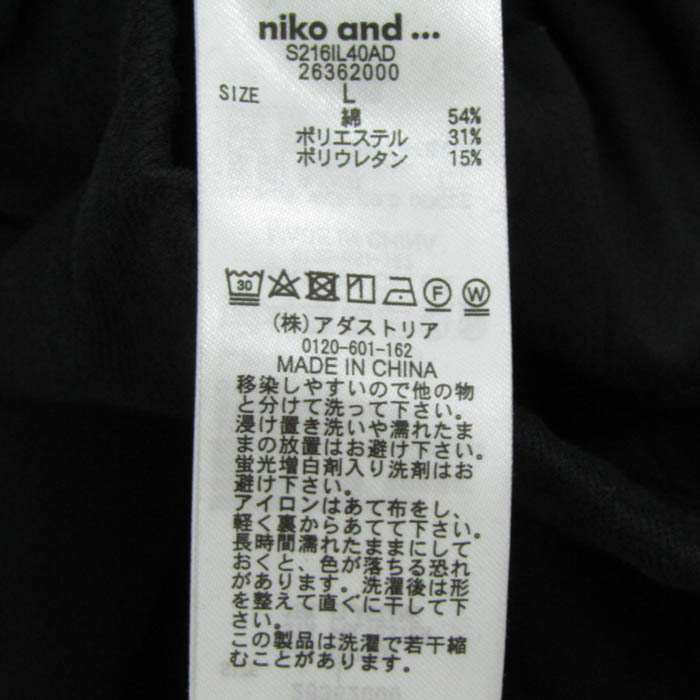 niko and ...
S216IL40AD
26362000
SIZE L
綿 54%
ポリエステル 31%
ポリウレタン 15%
30
F W
(株)アダストリア
0120-601-162
MADE IN CHINA
移染しやすいので他の物
と分けて洗って下さい。
浸け置き洗いや濡れたま
まの放置はお避け下さい。
蛍光増白剤入り洗剤はお
避け下さい。
アイロンはあて布をし、
軽く裏からあてて下さい。
長時間濡れたままにして
おくと、色が落ちる恐れ
があります。洗濯後は形
を整えて直ぐに干して下
さい。
この製品は洗濯で若干縮
むことがあります。